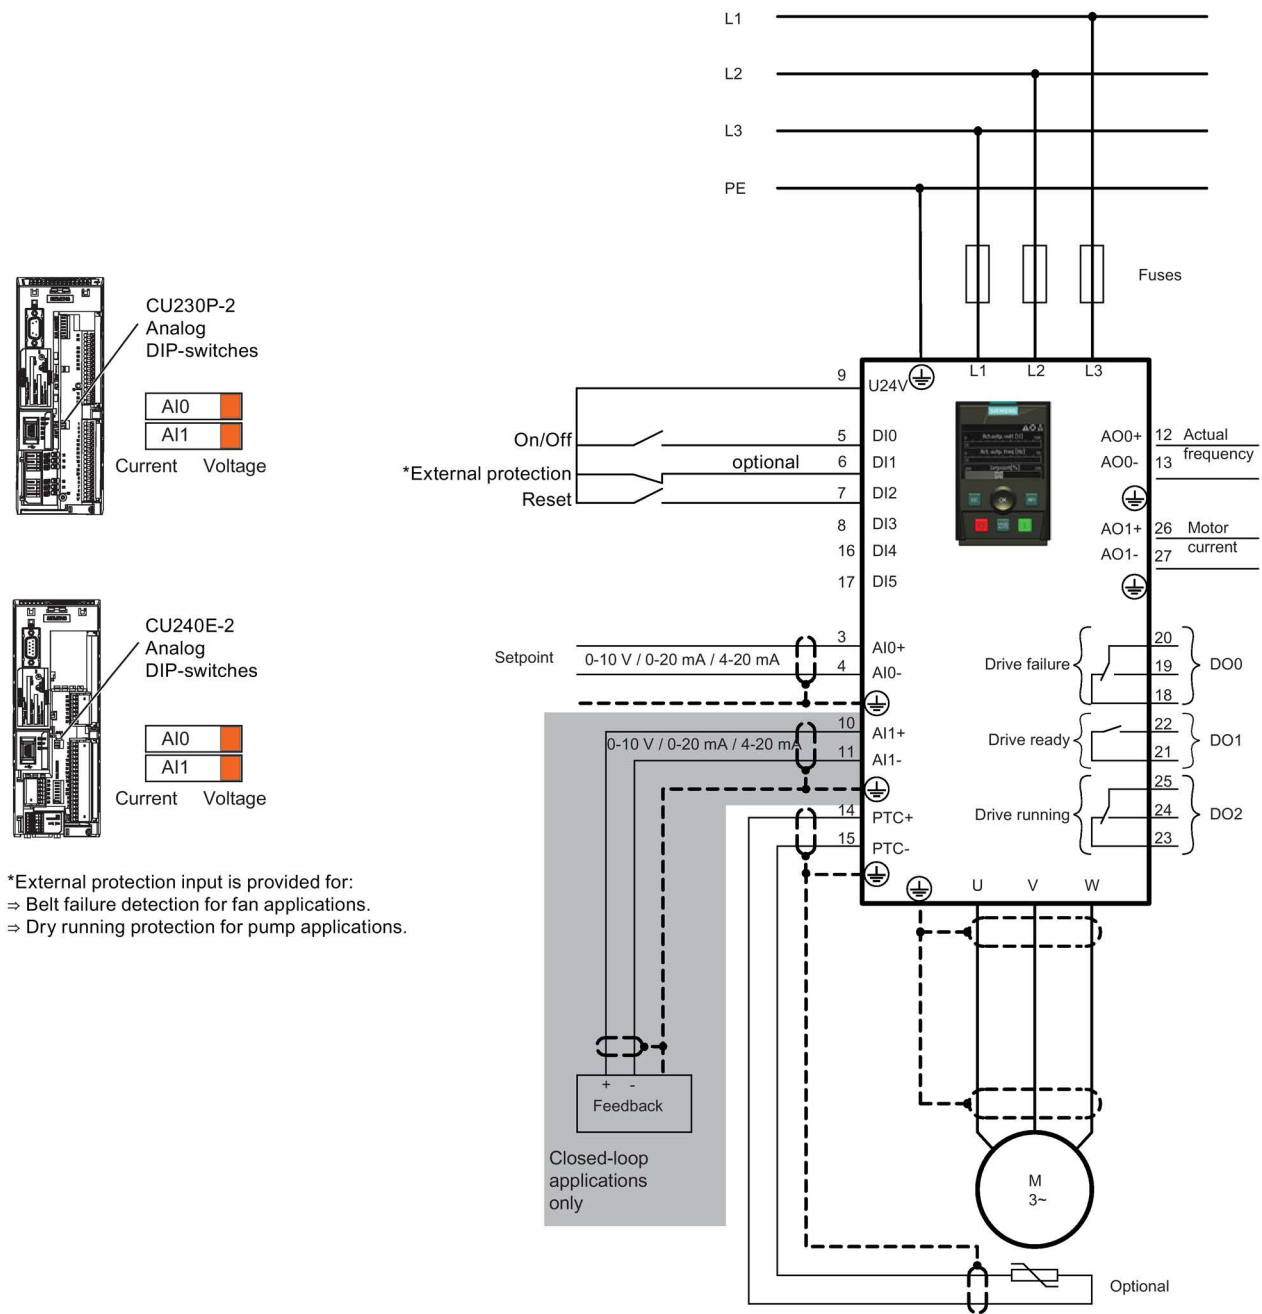 L1
L2
L3
PE
Fuses
CU230P-2
Analog
DIP-switches
AI0
AI1
Current Voltage
CU240E-2
Analog
DIP-switches
AI0
AI1
Current Voltage
*External protection input is provided for:
⇒ Belt failure detection for fan applications.
⇒ Dry running protection for pump applications.
L1 L2 L3
9 U24V
On/Off 5 DI0
*External protection optional 6 DI1
Reset 7 DI2
8 DI3
16 DI4
17 DI5
Setpoint 0-10 V / 0-20 mA / 4-20 mA
3 AI0+
4 AI0-
10 AI1+
0-10 V / 0-20 mA / 4-20 mA
11 AI1-
14 PTC+
15 PTC-
SIEMENS
Setpoint[%]
OK
AO0+ 12 Actual
AO0- 13 frequency
AO1+ 26 Motor
AO1- 27 current
20
Drive failure 19 DO0
18
22
Drive ready DO1
21
25
Drive running 24 DO2
23
U V W
+ -
Feedback
Closed-loop
applications
only
M
3~
Optional